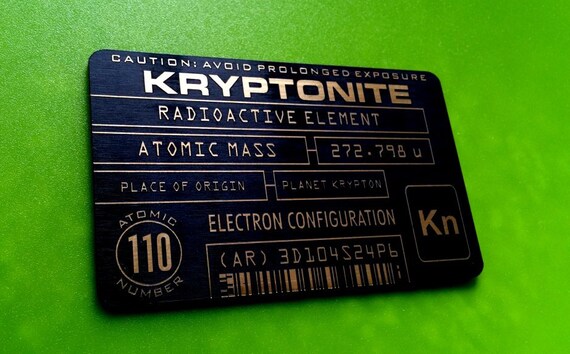 CAUTION: AVOID PROLONGED EXPOSURE
KRYPTONITE
RADIOACTIVE ELEMENT
ATOMIC MASS 272.798 u
PLACE OF ORIGIN PLANET KRYPTON
ATOMIC
110
NUMBER
ELECTRON CONFIGURATION
(AR) 3D104S24P6
Kn